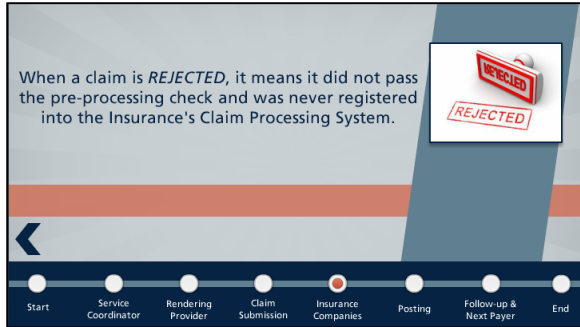 When a claim is REJECTED, it means it did not pass
the pre-processing check and was never registered
into the Insurance's Claim Processing System.
REJECTED
REJECTED
Start
Service
Coordinator
Rendering
Provider
Claim
Submission
Insurance
Companies
Posting
Follow-up &
Next Payer
End